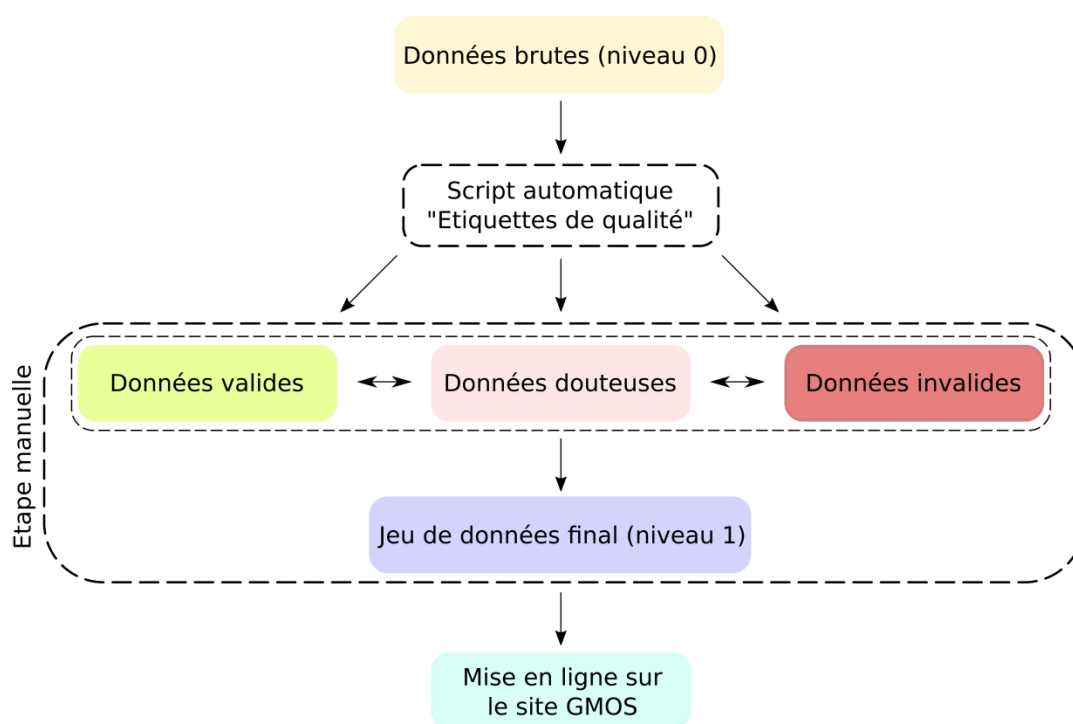 Données brutes (niveau 0)
Script automatique
"Etiquettes de qualité"
Données valides
Données douteuses
Données invalides
Etape manuelle
Jeu de données final (niveau 1)
Mise en ligne sur
le site GMOS